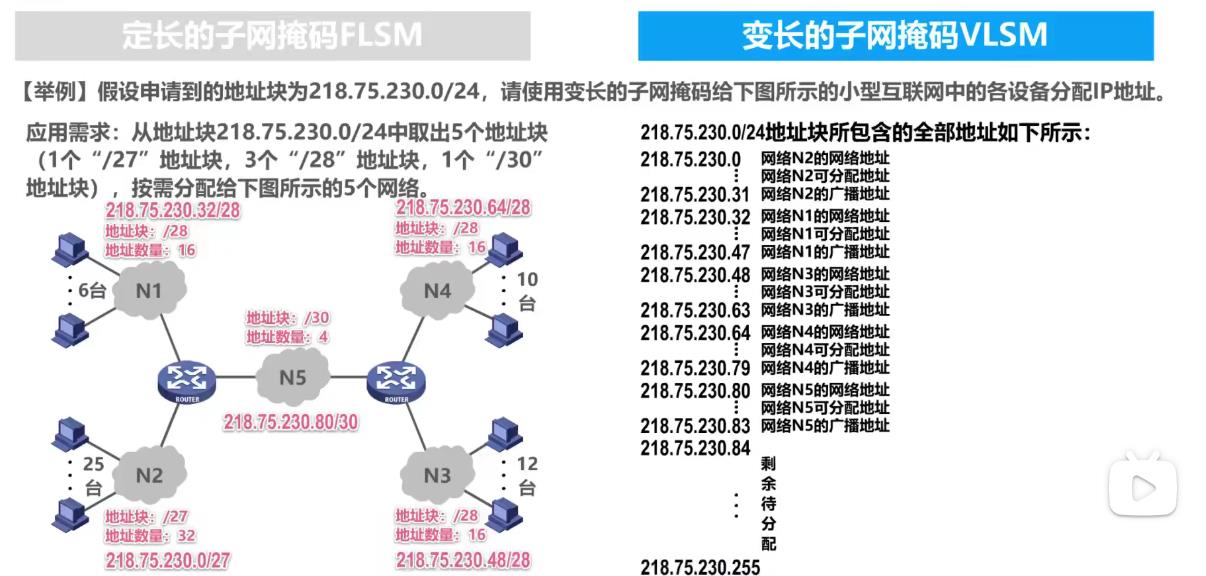 定长的子网掩码FLSM
变长的子网掩码VLSM
【举例】假设申请到的地址块为218.75.230.0/24，请使用变长的子网掩码给下图所示的小型互联网中的各设备分配IP地址。
应用需求：从地址块218.75.230.0/24中取出5个地址块
（1个“/27”地址块，3个“/28”地址块，1个“/30”
地址块），按需分配给下图所示的5个网络。
218.75.230.32/28
地址块：/28
地址数量：16
6台
N1
218.75.230.64/28
地址块：/28
地址数量：16
N4
10
台
地址块：/30
地址数量：4
N5
ROUTER
ROUTER
218.75.230.80/30
25
台
N2
地址块：/27
地址数量：32
218.75.230.0/27
N3
12
台
地址块：/28
地址数量：16
218.75.230.48/28
218.75.230.0/24地址块所包含的全部地址如下所示：
218.75.230.0 网络N2的网络地址
网络N2可分配地址
218.75.230.31 网络N2的广播地址
218.75.230.32 网络N1的网络地址
网络N1可分配地址
218.75.230.47 网络N1的广播地址
218.75.230.48 网络N3的网络地址
网络N3可分配地址
218.75.230.63 网络N3的广播地址
218.75.230.64 网络N4的网络地址
网络N4可分配地址
218.75.230.79 网络N4的广播地址
218.75.230.80 网络N5的网络地址
网络N5可分配地址
218.75.230.83 网络N5的广播地址
218.75.230.84
剩余待分配
218.75.230.255